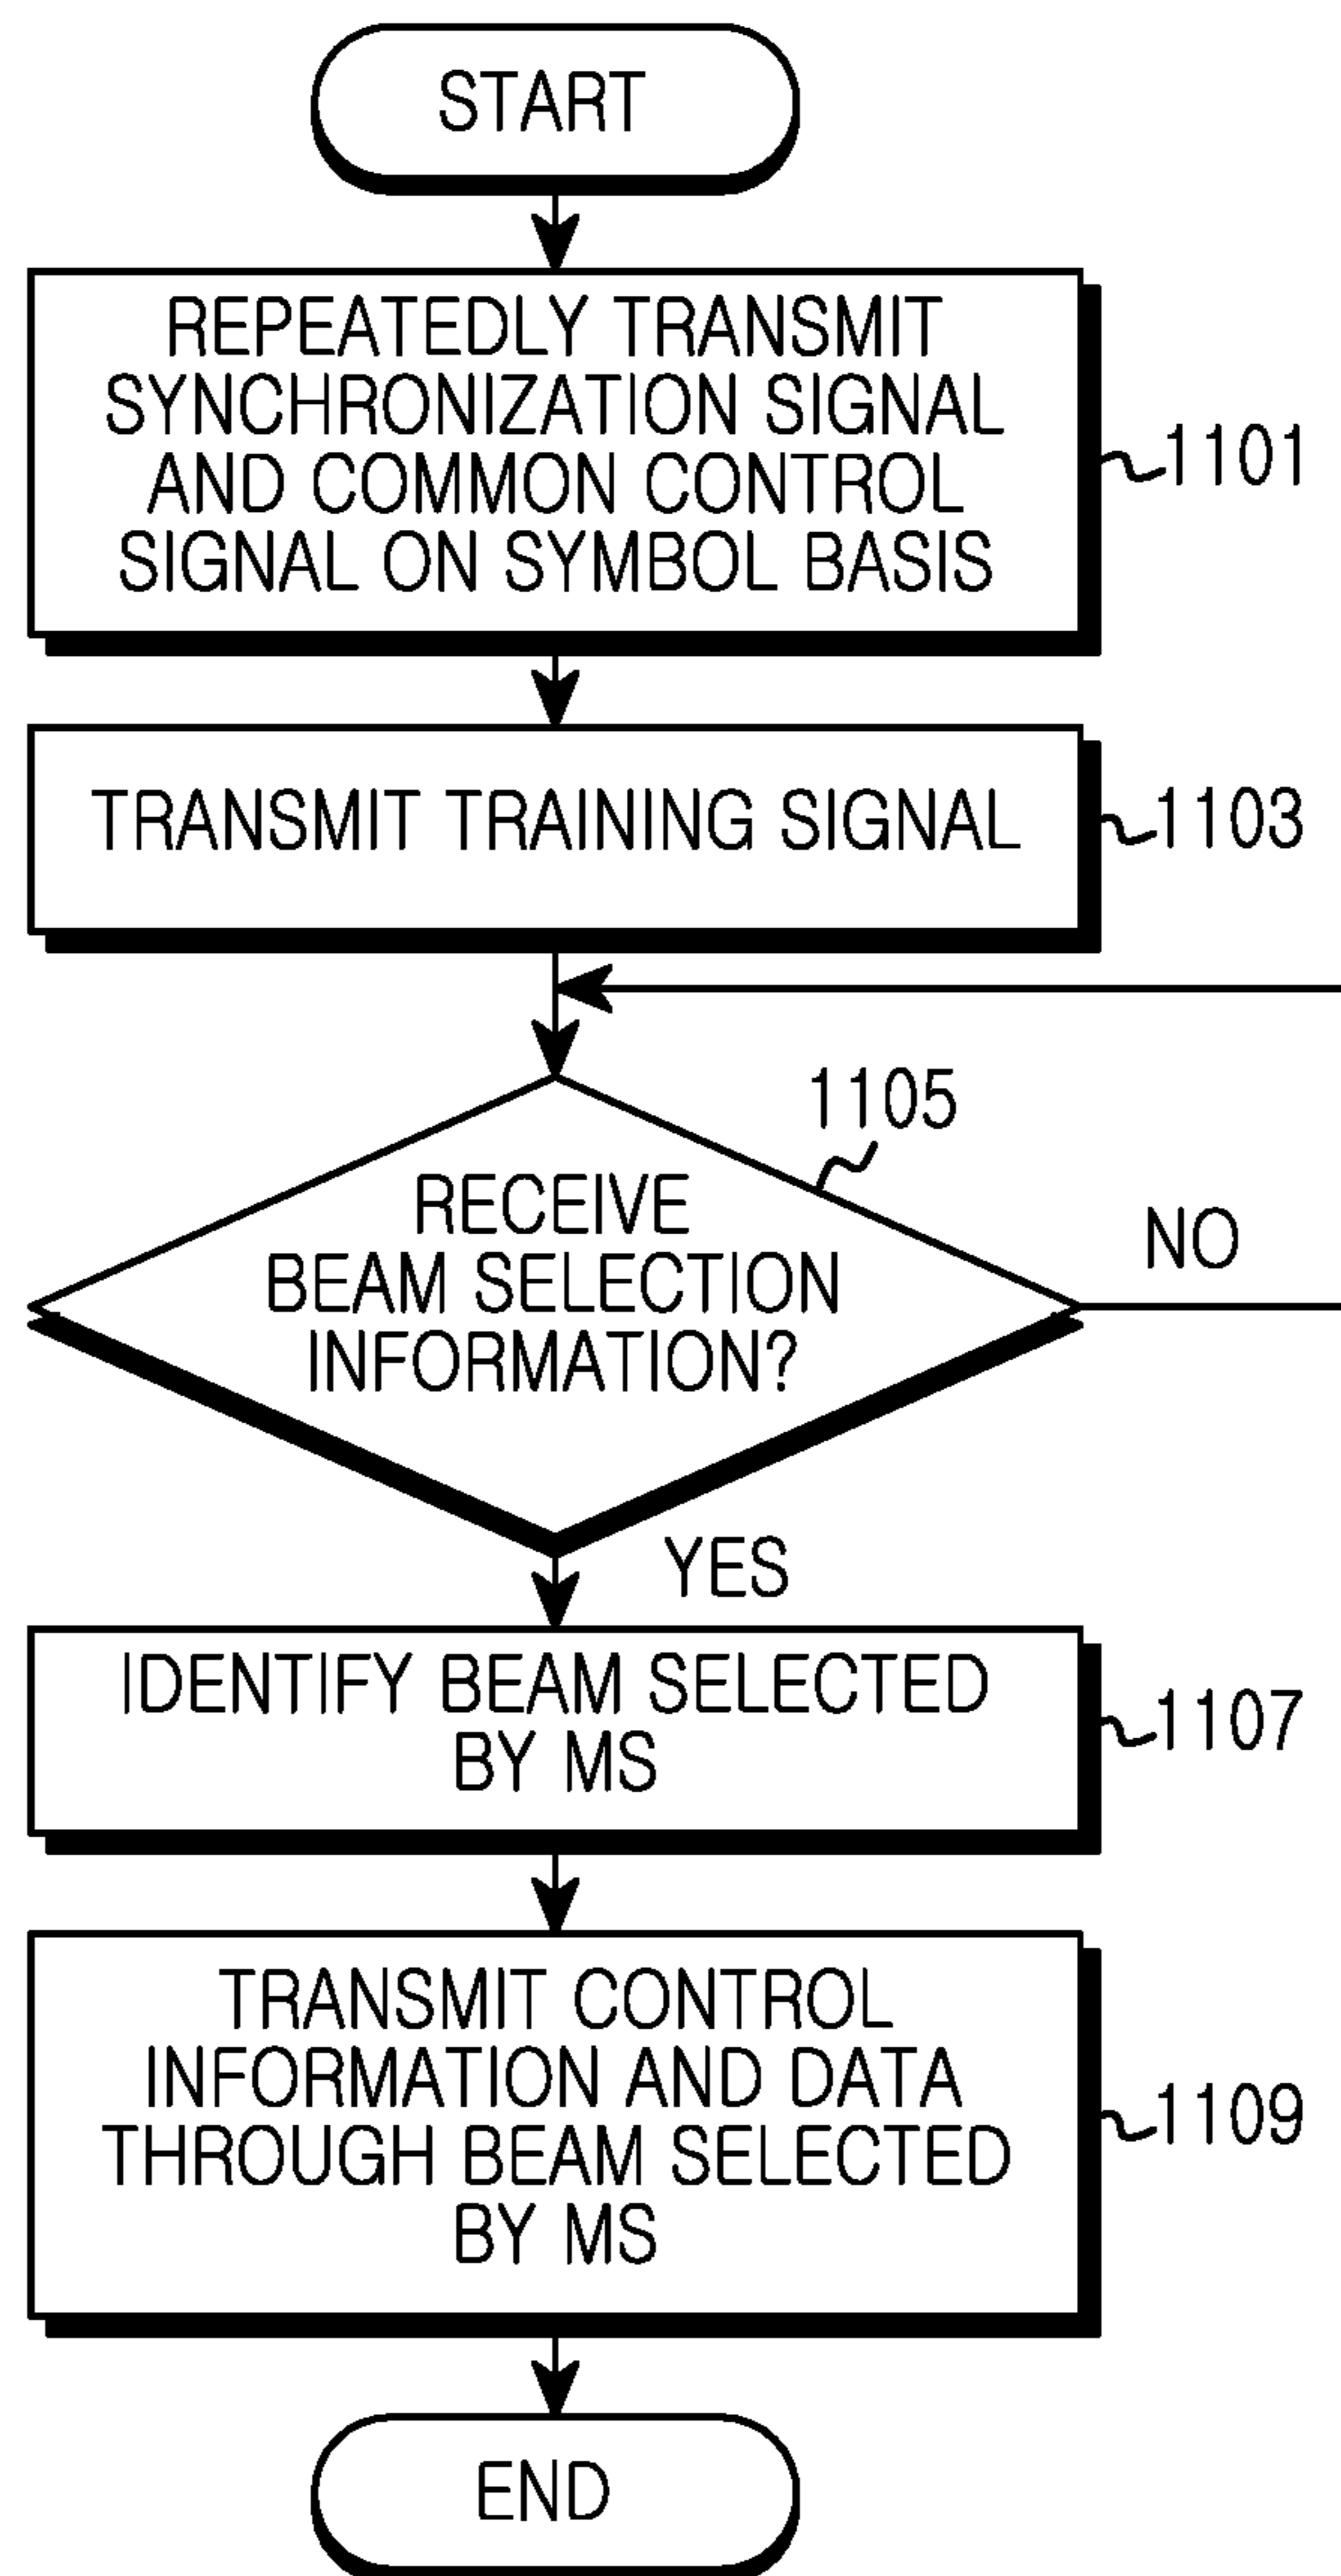 START
REPEATEDLY TRANSMIT
SYNCHRONIZATION SIGNAL
AND COMMON CONTROL
SIGNAL ON SYMBOL BASIS
1101
TRANSMIT TRAINING SIGNAL
1103
1105
RECEIVE
BEAM SELECTION
INFORMATION?
NO
YES
IDENTIFY BEAM SELECTED
BY MS
1107
TRANSMIT CONTROL
INFORMATION AND DATA
THROUGH BEAM SELECTED
BY MS
1109
END